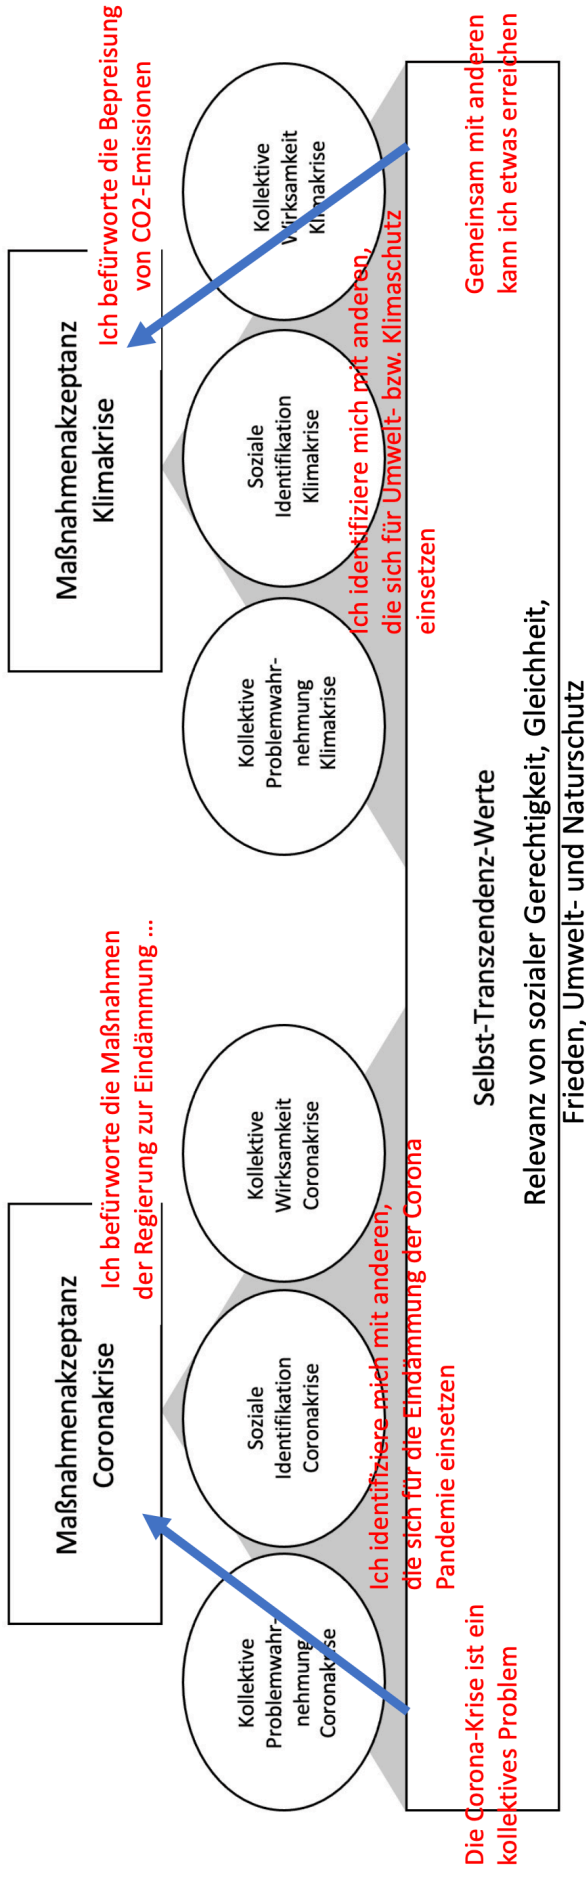 Maßnahmenakzeptanz
Coronakrise
Ich befürworte die Maßnahmen
der Regierung zur Eindämmung ...
Maßnahmenakzeptanz
Klimakrise
Ich befürworte die Bepreisung
von CO2-Emissionen
Kollektive
Problemwahr-
nehmung
Coronakrise
Soziale
Identifikation
Coronakrise
Kollektive
Wirksamkeit
Coronakrise
Kollektive
Problemwahr-
nehmung
Klimakrise
Soziale
Identifikation
Klimakrise
Kollektive
Wirksamkeit
Klimakrise
Ich identifiziere mich mit anderen,
die sich für die Eindämmung der Corona
Pandemie einsetzen
Ich identifiziere mich mit anderen,
die sich für Umwelt- bzw. Klimaschutz
einsetzen
Die Corona-Krise ist ein
kollektives Problem
Selbst-Transzendenz-Werte
Relevanz von sozialer Gerechtigkeit, Gleichheit,
Frieden, Umwelt- und Naturschutz
Gemeinsam mit anderen
kann ich etwas erreichen